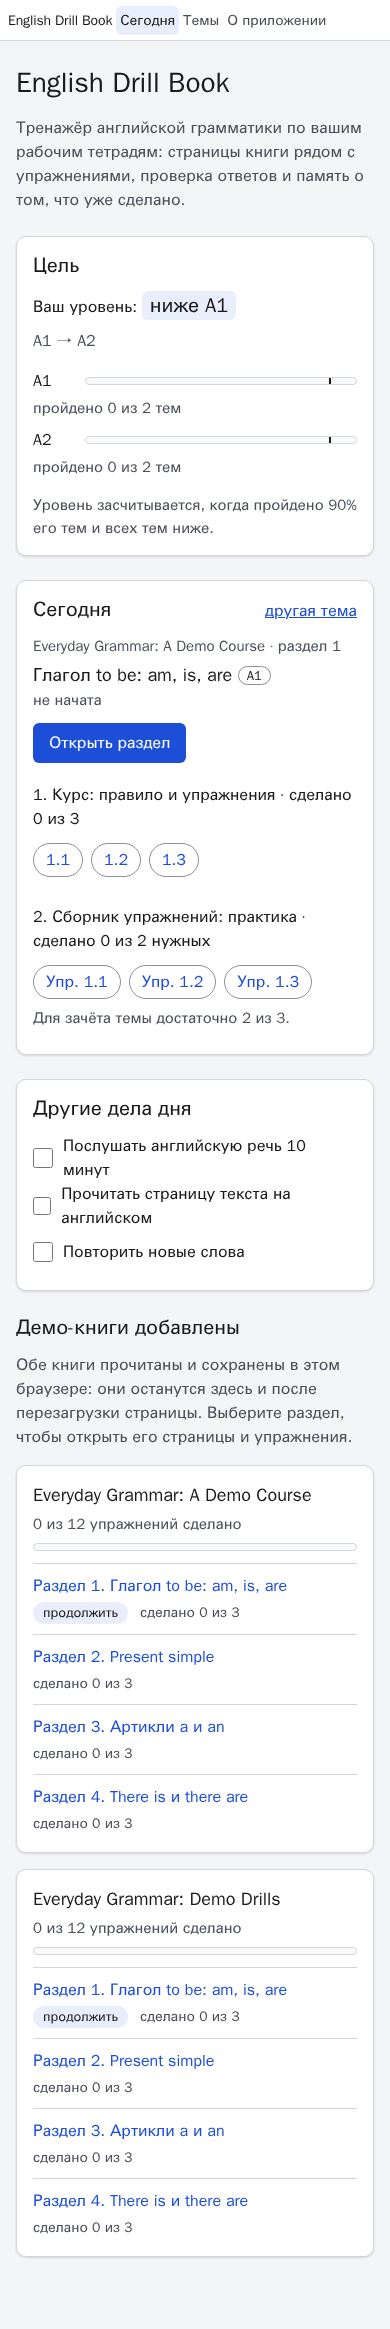 English Drill Book Сегодня Темы О приложении
English Drill Book
Тренажёр английской грамматики по вашим
рабочим тетрадям: страницы книги рядом с
упражнениями, проверка ответов и память о
том, что уже сделано.
Цель
Ваш уровень: ниже A1
A1 → A2
A1
пройдено 0 из 2 тем
A2
пройдено 0 из 2 тем
Уровень засчитывается, когда пройдено 90%
его тем и всех тем ниже.
Сегодня другая тема
Everyday Grammar: A Demo Course · раздел 1
Глагол to be: am, is, are A1
не начата
Открыть раздел
1. Курс: правило и упражнения · сделано
0 из 3
1.1 1.2 1.3
2. Сборник упражнений: практика ·
сделано 0 из 2 нужных
Упр. 1.1 Упр. 1.2 Упр. 1.3
Для зачёта темы достаточно 2 из 3.
Другие дела дня
Послушать английскую речь 10
минут
Прочитать страницу текста на
английском
Повторить новые слова
Демо-книги добавлены
Обе книги прочитаны и сохранены в этом
браузере: они останутся здесь и после
перезагрузки страницы. Выберите раздел,
чтобы открыть его страницы и упражнения.
Everyday Grammar: A Demo Course
0 из 12 упражнений сделано
Раздел 1. Глагол to be: am, is, are
продолжить сделано 0 из 3
Раздел 2. Present simple
сделано 0 из 3
Раздел 3. Артикли a и an
сделано 0 из 3
Раздел 4. There is и there are
сделано 0 из 3
Everyday Grammar: Demo Drills
0 из 12 упражнений сделано
Раздел 1. Глагол to be: am, is, are
продолжить сделано 0 из 3
Раздел 2. Present simple
сделано 0 из 3
Раздел 3. Артикли a и an
сделано 0 из 3
Раздел 4. There is и there are
сделано 0 из 3